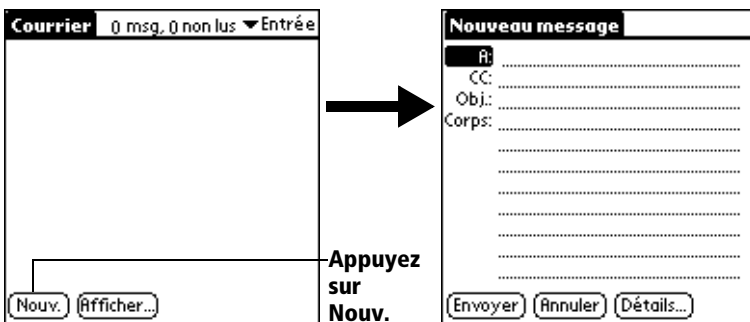 Courrier 0 msg, 0 non lus Entrée
Nouv. Afficher...
Appuyez
sur
Nouv.
Nouveau message
A:
CC:
Obj.:
Corps:
Envoyer Annuler Détails...